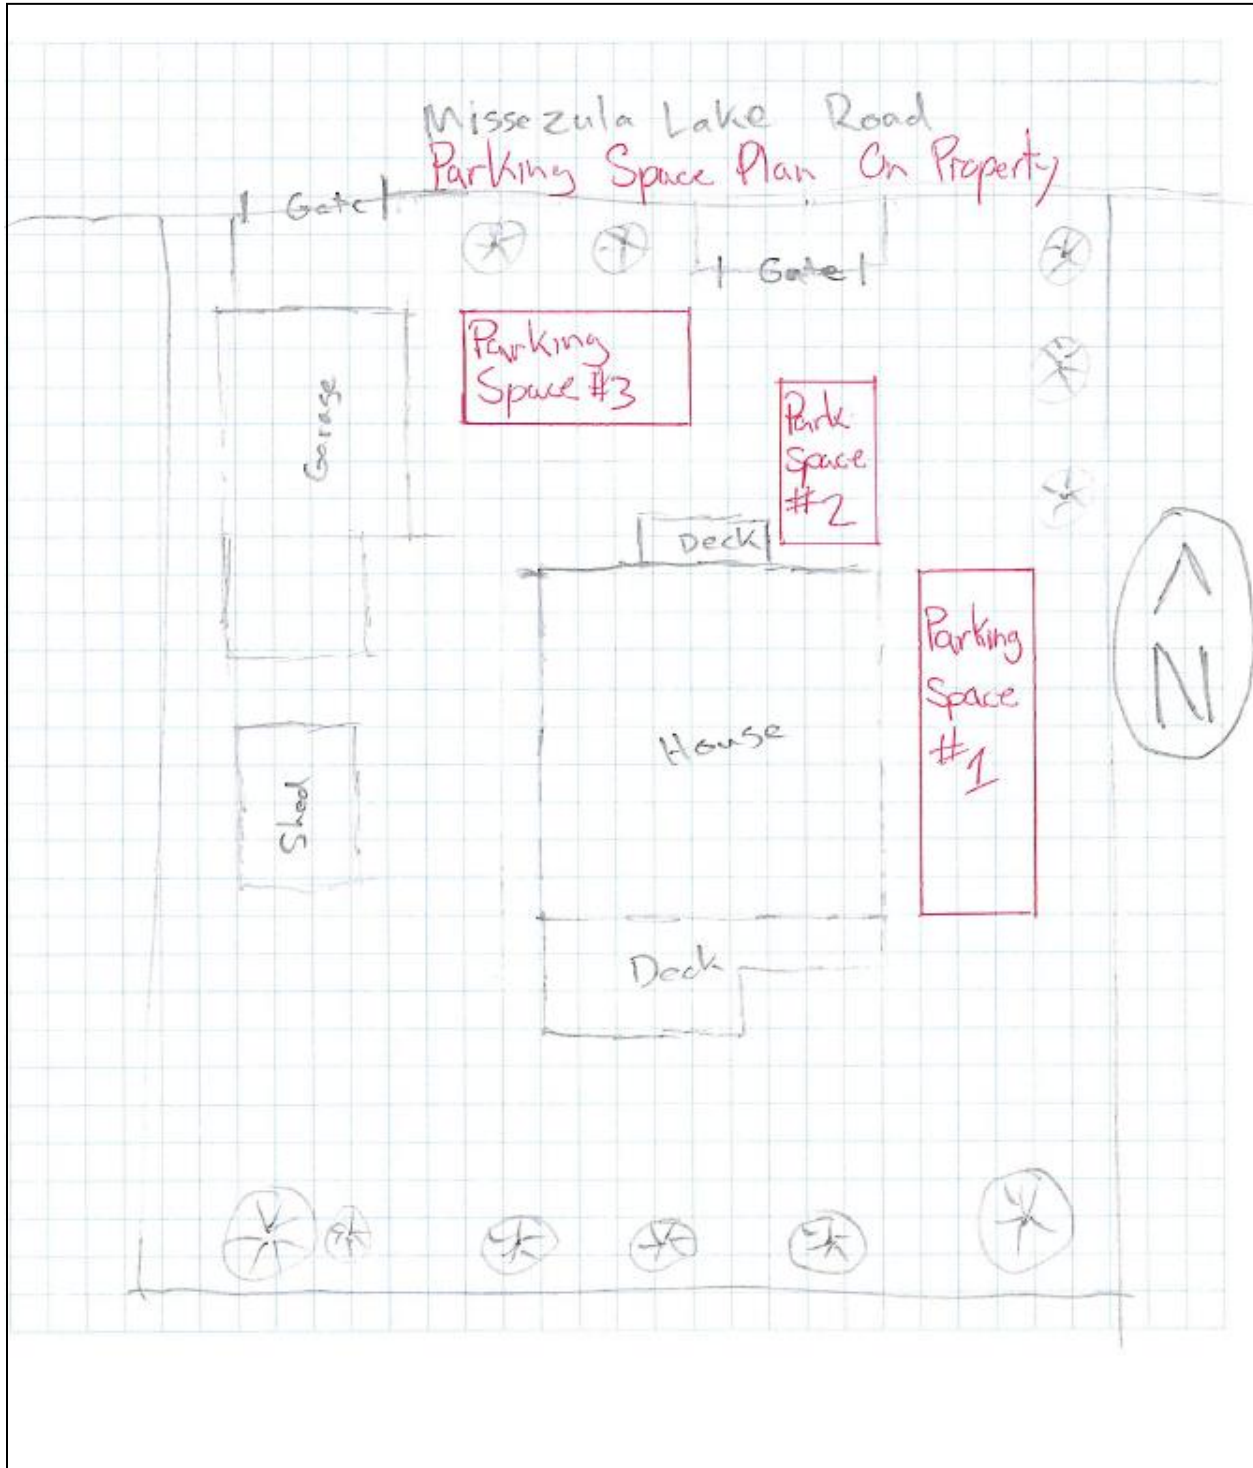 Missezula Lake Road
Parking Space Plan On Property
Gate
Gate
Parking
Space #3
Park
Space
#2
Garage
Deck
Parking
Space
#1
N
House
Shed
Deck